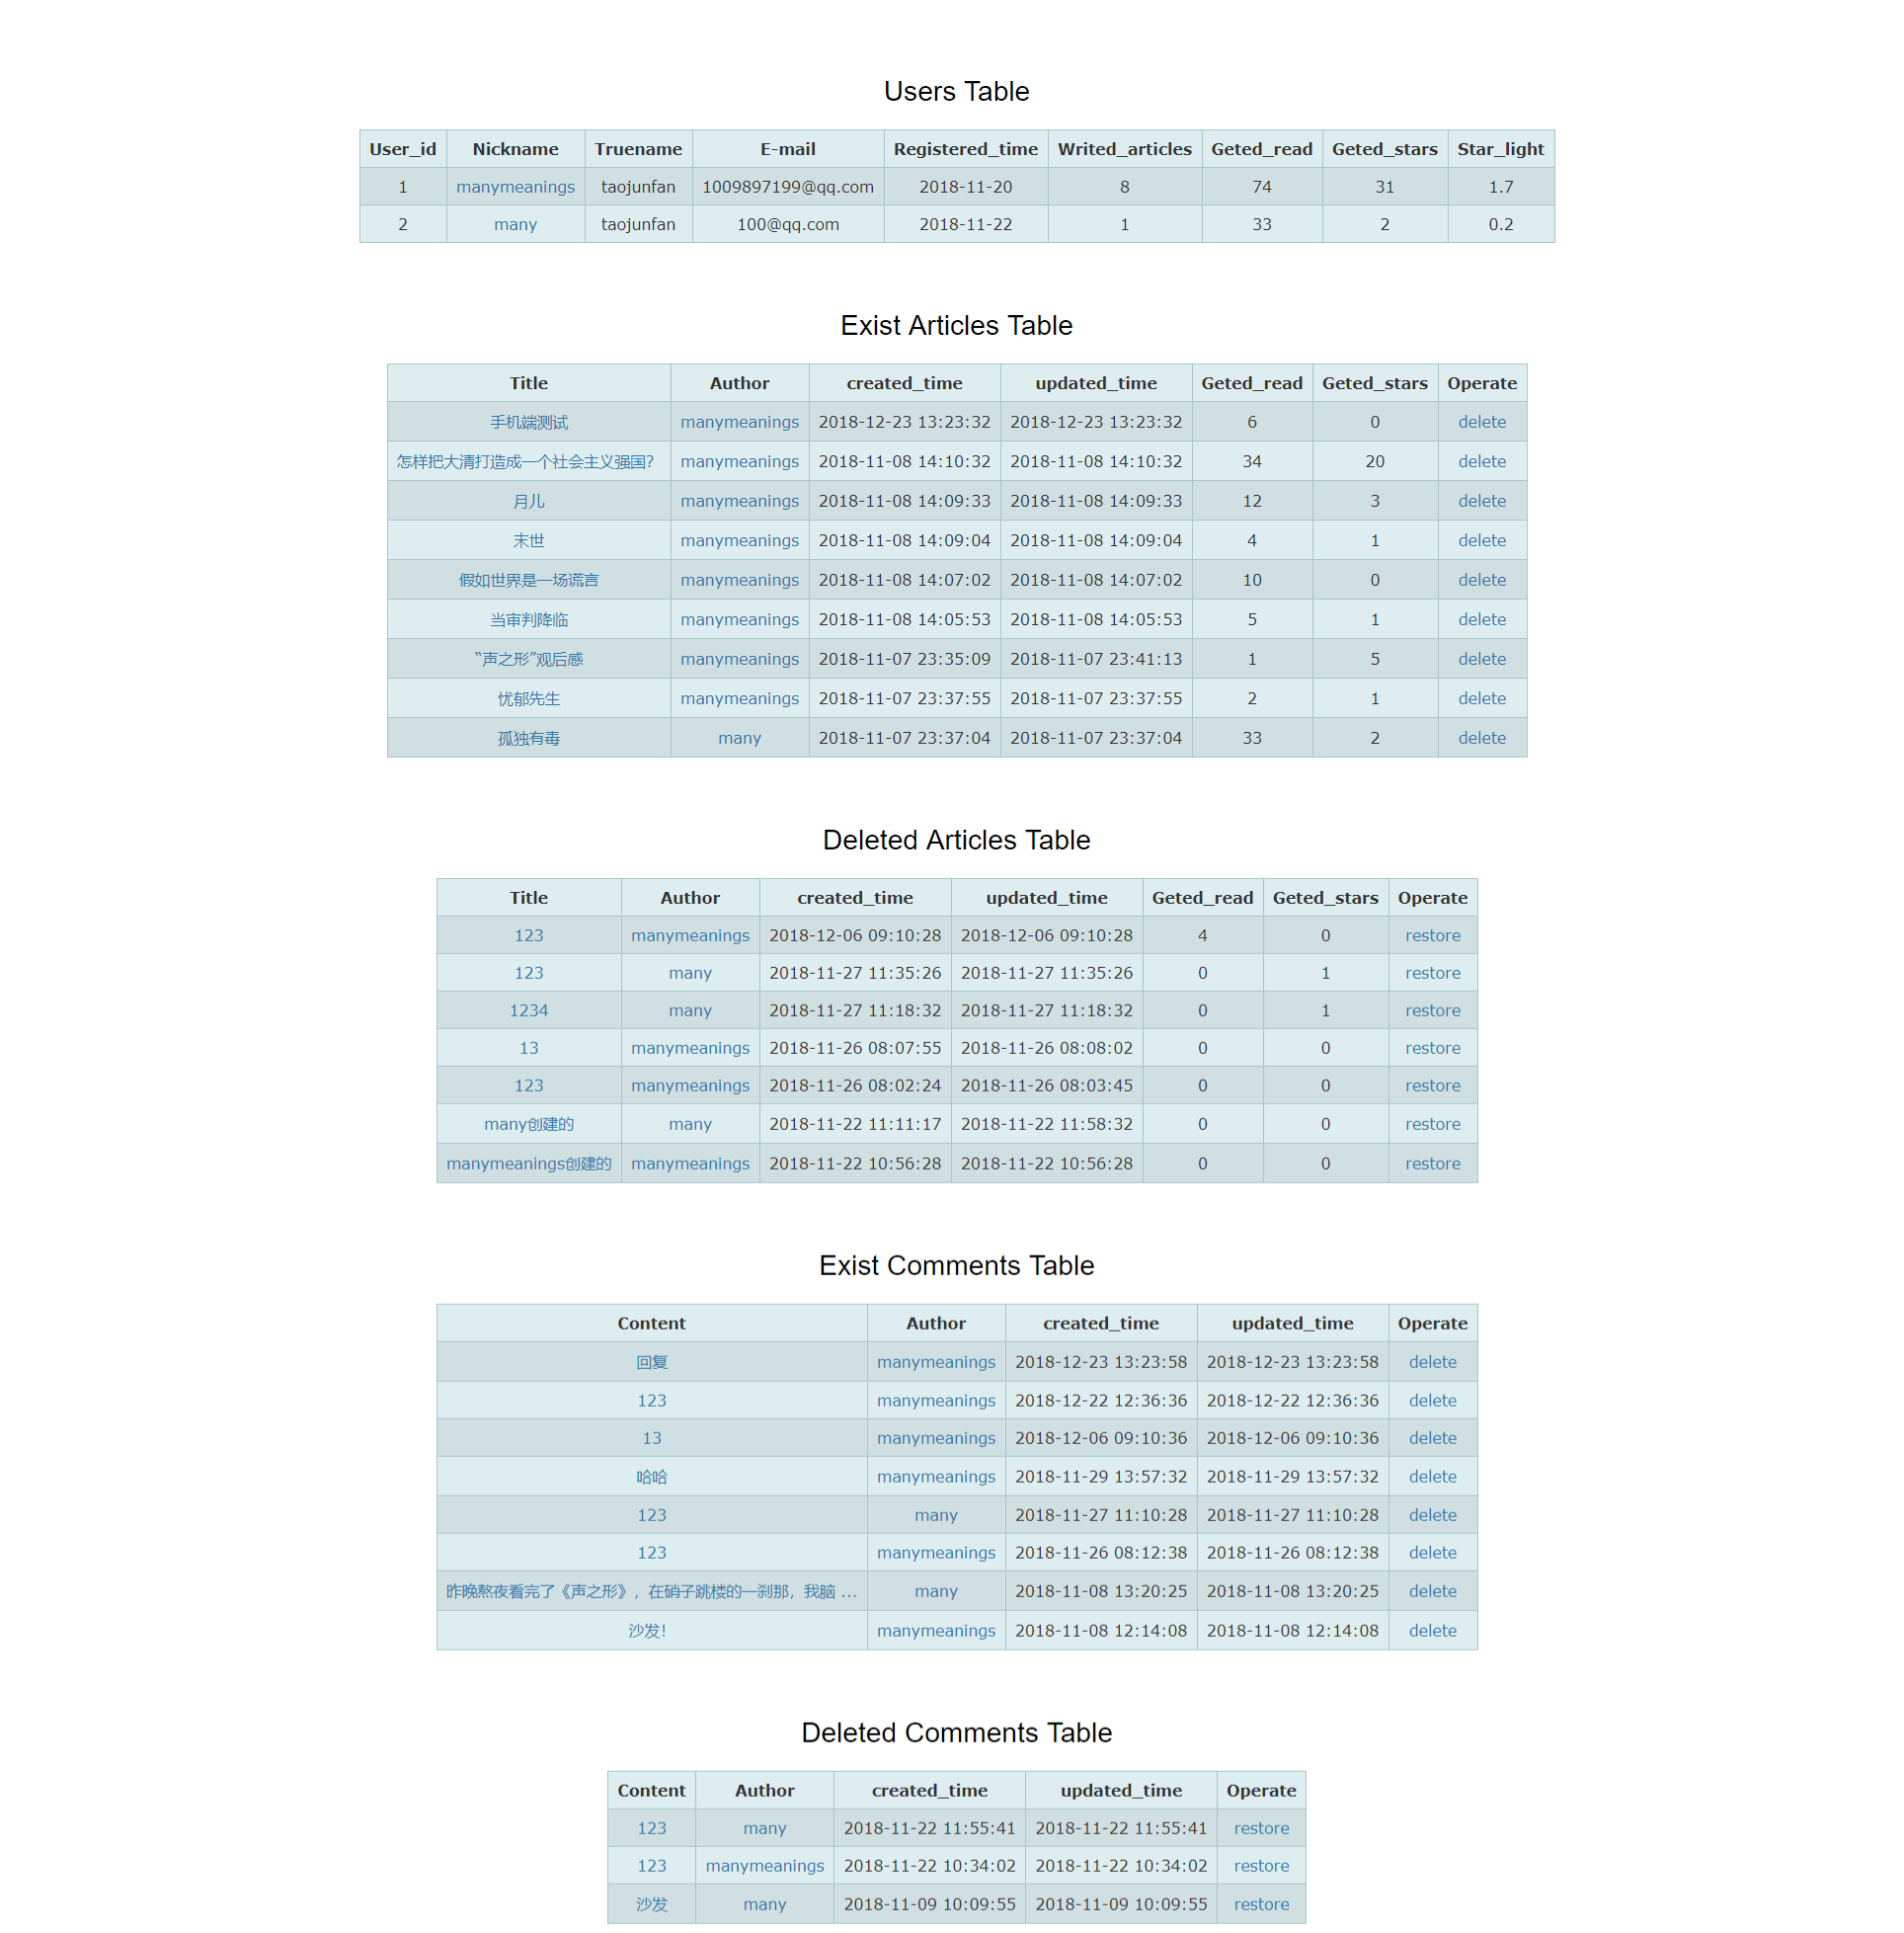 Users Table
User_id Nickname Truename E-mail Registered_time Writed_articles Geted_read Geted_stars Star_light
1 manymeanings taojunfan 1009897199@qq.com 2018-11-20 8 74 31 1.7
2 many taojunfan 100@qq.com 2018-11-22 1 33 2 0.2
Exist Articles Table
Title Author created_time updated_time Geted_read Geted_stars Operate
手机端测试 manymeanings 2018-12-23 13:23:32 2018-12-23 13:23:32 6 0 delete
怎样把大清打造成一个社会主义强国? manymeanings 2018-11-08 14:10:32 2018-11-08 14:10:32 34 20 delete
月儿 manymeanings 2018-11-08 14:09:33 2018-11-08 14:09:33 12 3 delete
末世 manymeanings 2018-11-08 14:09:04 2018-11-08 14:09:04 4 1 delete
假如世界是一场谎言 manymeanings 2018-11-08 14:07:02 2018-11-08 14:07:02 10 0 delete
当审判降临 manymeanings 2018-11-08 14:05:53 2018-11-08 14:05:53 5 1 delete
“声之形”观后感 manymeanings 2018-11-07 23:35:09 2018-11-07 23:41:13 1 5 delete
忧郁先生 manymeanings 2018-11-07 23:37:55 2018-11-07 23:37:55 2 1 delete
孤独有毒 many 2018-11-07 23:37:04 2018-11-07 23:37:04 33 2 delete
Deleted Articles Table
Title Author created_time updated_time Geted_read Geted_stars Operate
123 manymeanings 2018-12-06 09:10:28 2018-12-06 09:10:28 4 0 restore
123 many 2018-11-27 11:35:26 2018-11-27 11:35:26 0 1 restore
1234 many 2018-11-27 11:18:32 2018-11-27 11:18:32 0 1 restore
13 manymeanings 2018-11-26 08:07:55 2018-11-26 08:08:02 0 0 restore
123 manymeanings 2018-11-26 08:02:24 2018-11-26 08:03:45 0 0 restore
many创建的 many 2018-11-22 11:11:17 2018-11-22 11:58:32 0 0 restore
manymeanings创建的 manymeanings 2018-11-22 10:56:28 2018-11-22 10:56:28 0 0 restore
Exist Comments Table
Content Author created_time updated_time Operate
回复 manymeanings 2018-12-23 13:23:58 2018-12-23 13:23:58 delete
123 manymeanings 2018-12-22 12:36:36 2018-12-22 12:36:36 delete
13 manymeanings 2018-12-06 09:10:36 2018-12-06 09:10:36 delete
哈哈 manymeanings 2018-11-29 13:57:32 2018-11-29 13:57:32 delete
123 many 2018-11-27 11:10:28 2018-11-27 11:10:28 delete
123 manymeanings 2018-11-26 08:12:38 2018-11-26 08:12:38 delete
昨晚熬夜看完了《声之形》，在硝子跳楼的一刹那，我脑 ... many 2018-11-08 13:20:25 2018-11-08 13:20:25 delete
沙发! manymeanings 2018-11-08 12:14:08 2018-11-08 12:14:08 delete
Deleted Comments Table
Content Author created_time updated_time Operate
123 many 2018-11-22 11:55:41 2018-11-22 11:55:41 restore
123 manymeanings 2018-11-22 10:34:02 2018-11-22 10:34:02 restore
沙发 many 2018-11-09 10:09:55 2018-11-09 10:09:55 restore